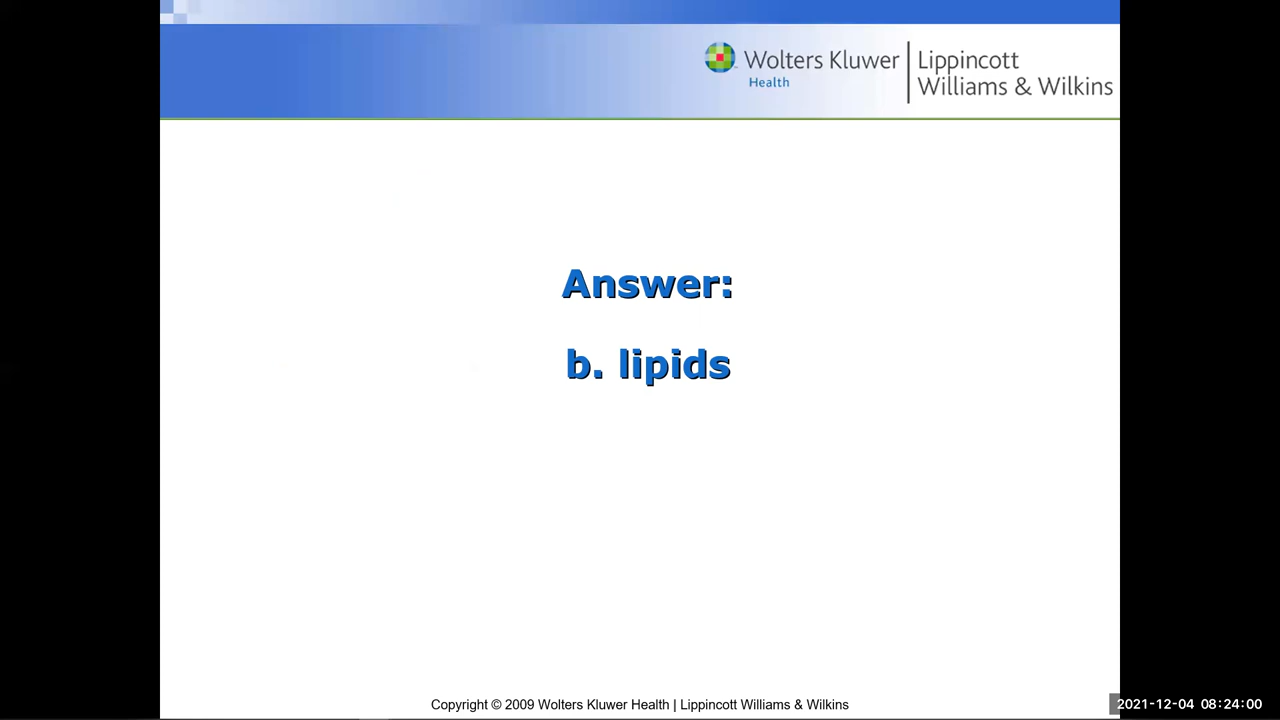 Wolters Kluwer
Health
Lippincott
Williams & Wilkins
Answer:
b. lipids
Copyright © 2009 Wolters Kluwer Health | Lippincott Williams & Wilkins
2021-12-04 08:24:00